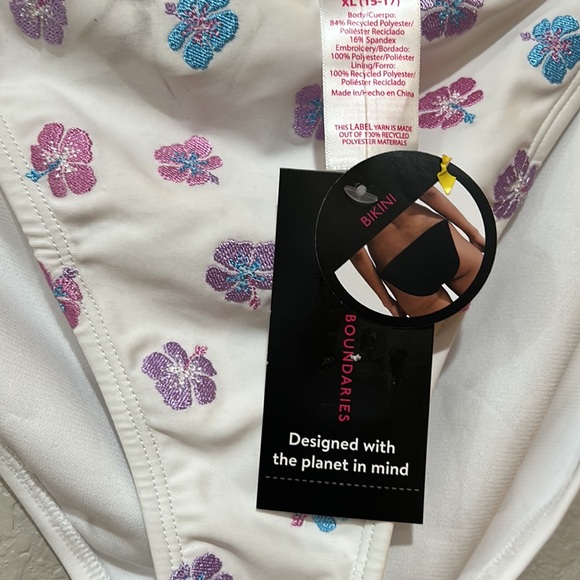 XL (15-17)
Body/Cuerpo:
84% Recycled Polyester/
Poliéster Reciclado
16% Spandex
Embroidery/Bordado:
100% Polyester/Poliéster
Lining/Forro:
100% Recycled Polyester/
Poliéster Reciclado
Made in/Hecho en China
THIS LABEL YARN IS MADE
OUT OF 100% RECYCLED
POLYESTER MATERIALS
BIKINI
BOUNDARIES
Designed with
the planet in mind